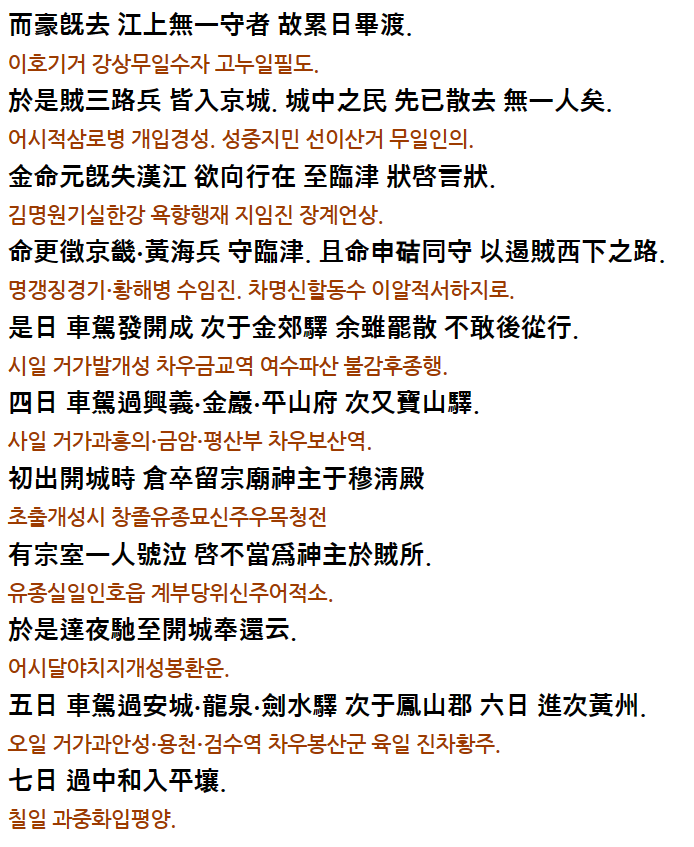 而豪旣去 江上無一守者 故累日畢渡.
이호기거 강상무일수자 고누일필도.
於是賊三路兵 皆入京城. 城中之民 先已散去 無一人矣.
어시적삼로병 개입경성. 성중지민 선이산거 무일인의.
金命元旣失漢江 欲向行在 至臨津 狀啓言狀.
김명원기실한강 욕향행재 지임진 장계언상.
命更徵京畿·黃海兵 守臨津. 且命申硈同守 以遏賊西下之路.
명갱징경기·황해병 수임진. 차명신할동수 이알적서하지로.
是日 車駕發開成 次于金郊驛 余雖罷散 不敢後從行.
시일 거가발개성 차우금교역 여수파산 불감후종행.
四日 車駕過興義·金巖·平山府 次又寶山驛.
사일 거가과흥의·금암·평산부 차우보산역.
初出開城時 倉卒留宗廟神主于穆淸殿
초출개성시 창졸유종묘신주우목청전
有宗室一人號泣 啓不當爲神主於賊所.
유종실일인호읍 계부당위신주어적소.
於是達夜馳至開城奉還云.
어시달야치지개성봉환운.
五日 車駕過安城·龍泉·劍水驛 次于鳳山郡 六日 進次黃州.
오일 거가과안성·용천·검수역 차우봉산군 육일 진차황주.
七日 過中和入平壤.
칠일 과중화입평양.